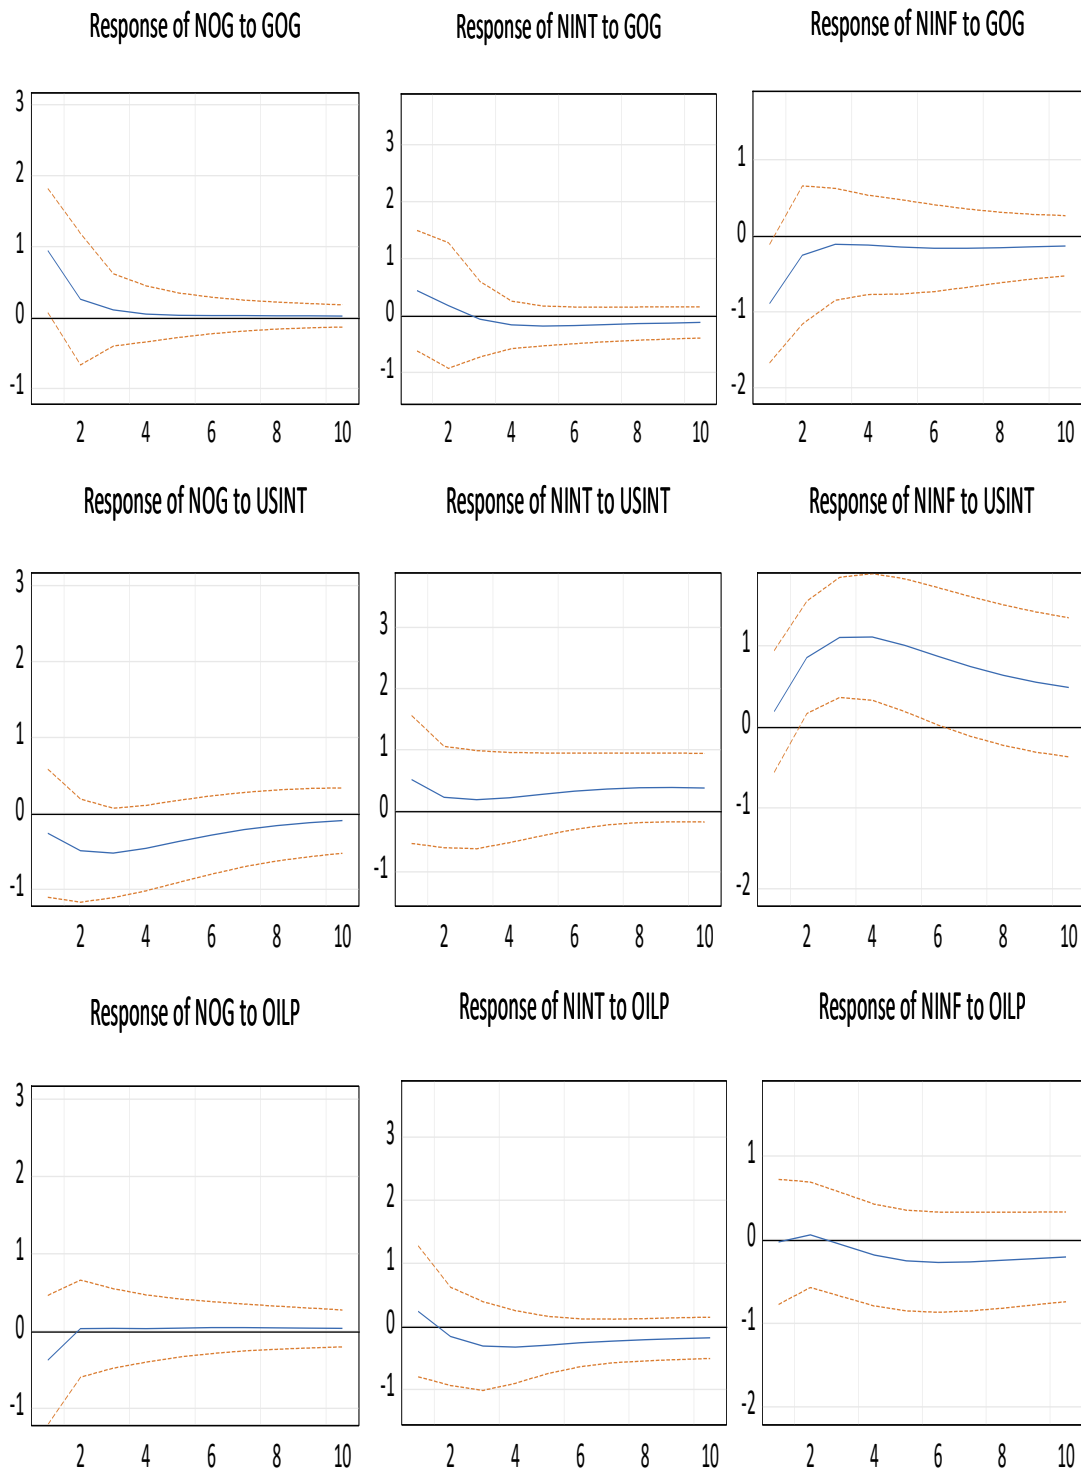 Response of NOG to GOG
Response of NINT to GOG
Response of NINF to GOG
3
2
1
0
-1
2 4 6 8 10
3
2
1
0
-1
2 4 6 8 10
1
0
-1
-2
2 4 6 8 10
Response of NOG to USINT
Response of NINT to USINT
Response of NINF to USINT
3
2
1
0
-1
2 4 6 8 10
3
2
1
0
-1
2 4 6 8 10
1
0
-1
-2
2 4 6 8 10
Response of NOG to OILP
Response of NINT to OILP
Response of NINF to OILP
3
2
1
0
-1
2 4 6 8 10
3
2
1
0
-1
2 4 6 8 10
1
0
-1
-2
2 4 6 8 10